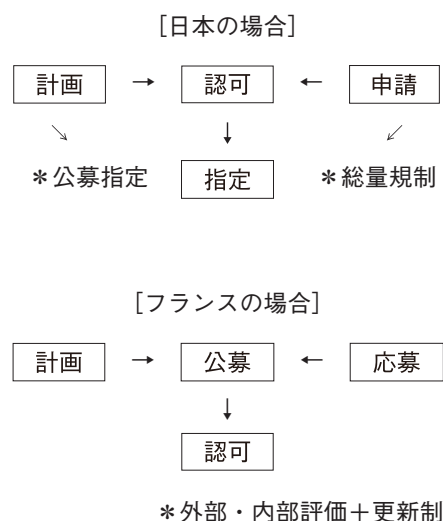 [日本の場合]
計画 → 認可 ← 申請
↘ ↓ ↙
＊公募指定 指定 ＊総量規制
[フランスの場合]
計画 → 公募 ← 応募
↓
認可
＊外部・内部評価＋更新制